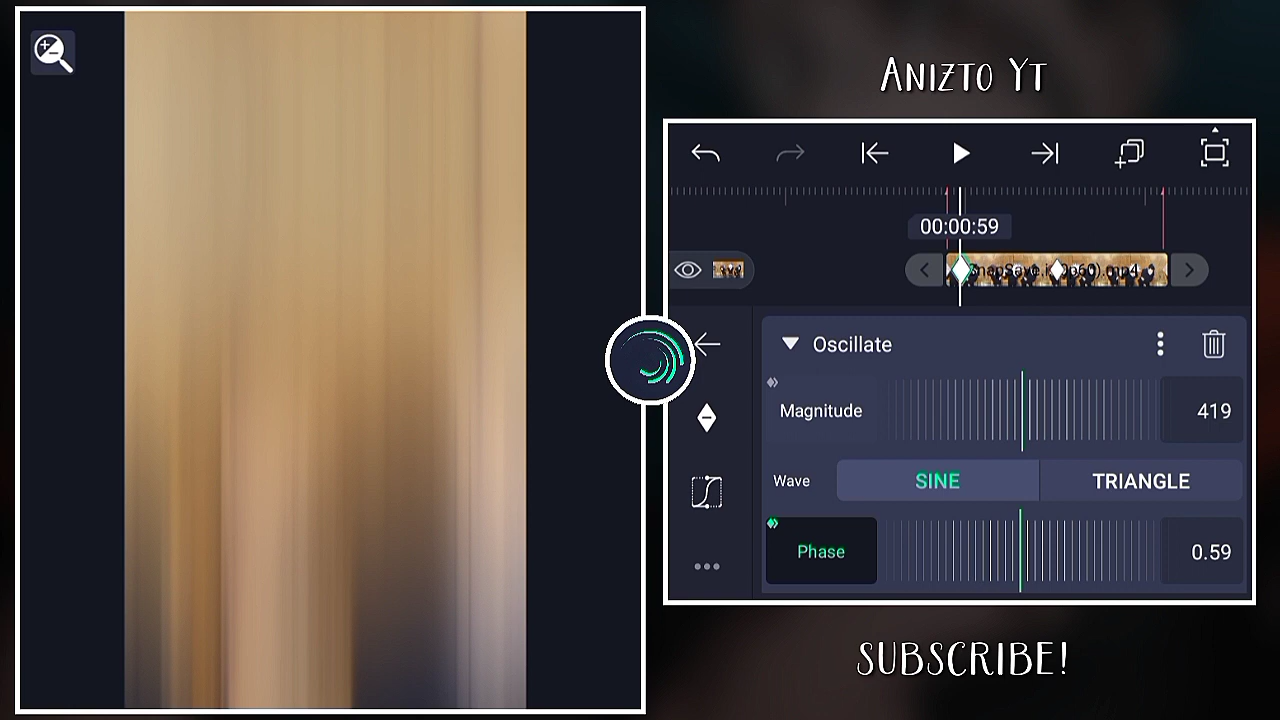 Anizto Yt
00:00:59
Oscillate
Magnitude
419
Wave
SINE
TRIANGLE
Phase
0.59
SUBSCRIBE!